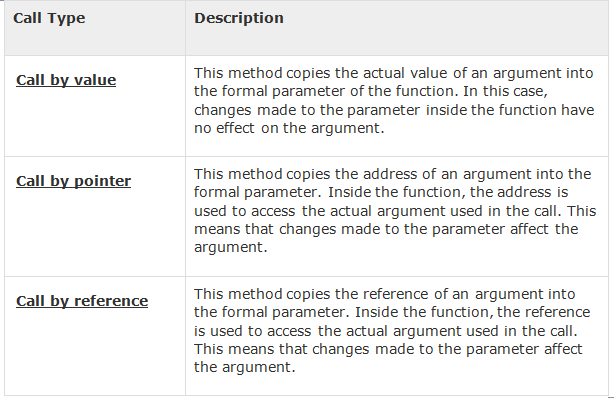 Call Type
Description
Call by value
This method copies the actual value of an argument into
the formal parameter of the function. In this case,
changes made to the parameter inside the function have
no effect on the argument.
Call by pointer
This method copies the address of an argument into the
formal parameter. Inside the function, the address is
used to access the actual argument used in the call. This
means that changes made to the parameter affect the
argument.
Call by reference
This method copies the reference of an argument into
the formal parameter. Inside the function, the reference
is used to access the actual argument used in the call.
This means that changes made to the parameter affect
the argument.